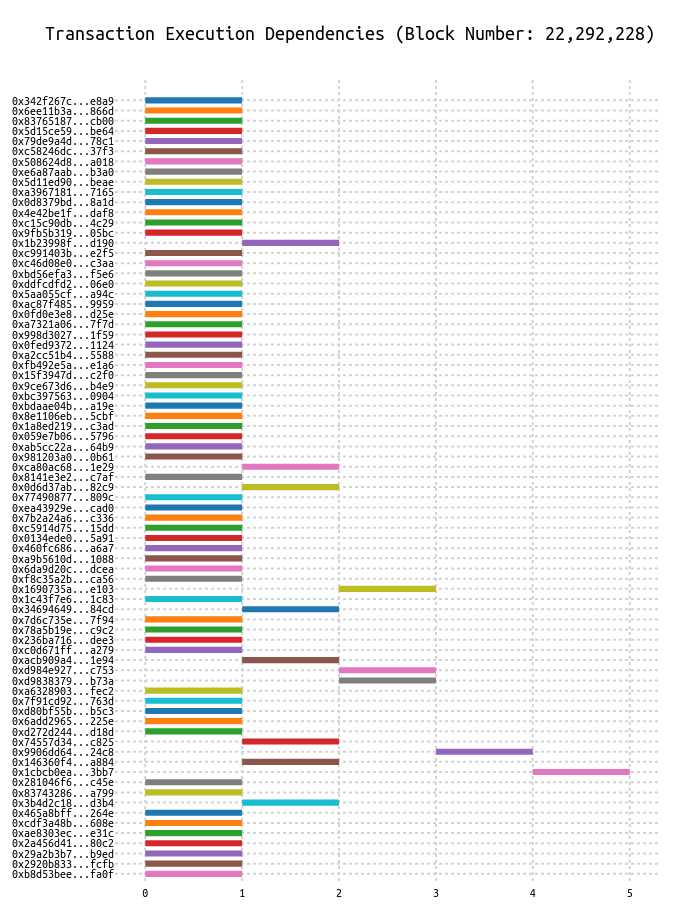 Transaction Execution Dependencies (Block Number: 22,292,228)
0x342f267c...e8a9
0x6ee11b3a...866d
0x83765187...cb00
0x5d15ce59...be64
0x79de9a4d...78c1
0xc58246dc...37f3
0x508624d8...a018
0xe6a87aab...b3a0
0x5d11ed90...beae
0xa3967181...7165
0x0d8379bd...8a1d
0x4e42be1f...daf8
0xc15c90db...4c29
0x9fb5b319...05bc
0x1b23998f...d190
0xc991403b...e2f5
0xc46d08e0...c3aa
0xbd56efa3...f5e6
0xddfcdfd2...06e0
0x5aa055cf...a94c
0xac87f485...9959
0x0fd0e3e8...d25e
0xa7321a06...7f7d
0x998d3027...1f59
0x0fed9372...1124
0xa2cc51b4...5588
0xfb492e5a...e1a6
0x15f3947d...c2f0
0x9ce673d6...b4e9
0xbc397563...0904
0xbdaae04b...a19e
0x8e1106eb...5cbf
0x1a8ed219...c3ad
0x059e7b06...5796
0xab5cc22a...64b9
0x981203a0...0b61
0xca80ac68...1e29
0x8141e3e2...c7af
0x0d6d37ab...82c9
0x77490877...809c
0xea43929e...cad0
0x7b2a24a6...c336
0xc5914d75...15dd
0x0134ede0...5a91
0x460fc686...a6a7
0xa9b5610d...1088
0x6da9d20c...dcea
0xf8c35a2b...ca56
0x1690735a...e103
0x1c43f7e6...1c83
0x34694649...84cd
0x7d6c735e...7f94
0x78a5b19e...c9c2
0x236ba716...dee3
0xc0d671ff...a279
0xacb909a4...1e94
0xd984e927...c753
0xd9838379...b73a
0xa6328903...fec2
0x7f91cd92...763d
0xd80bf55b...b5c3
0x6add2965...225e
0xd272d244...d18d
0x74557d34...c825
0x9906dd64...24c8
0x146360f4...a884
0x1cbcb0ea...3bb7
0x281046f6...c45e
0x83743286...a799
0x3b4d2c18...d3b4
0x465a8bff...264e
0xcdf3a48b...608e
0xae8303ec...e31c
0x2a456d41...80c2
0x29a2b3b7...b9ed
0x2920b833...fcfb
0xb8d53bee...fa0f
0 1 2 3 4 5